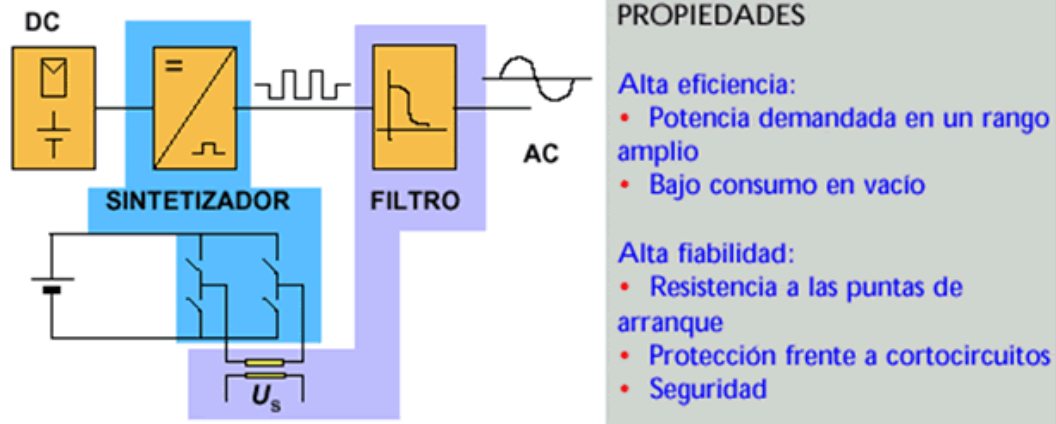 DC
AC
SINTETIZADOR
FILTRO
U_S
PROPIEDADES
Alta eficiencia:
• Potencia demandada en un rango
amplio
• Bajo consumo en vacío
Alta fiabilidad:
• Resistencia a las puntas de
arranque
• Protección frente a cortocircuitos
• Seguridad